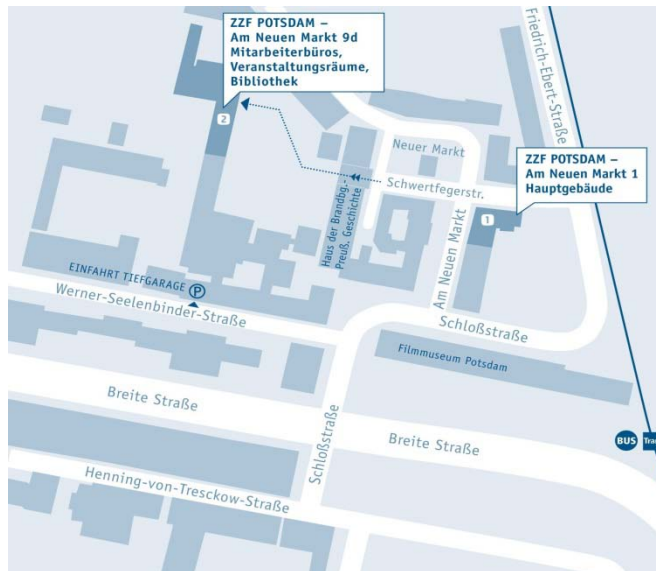 ZZF POTSDAM –
Am Neuen Markt 9d
Mitarbeiterbüros,
Veranstaltungsräume,
Bibliothek
Friedrich-Ebert-Straße
2
Neuer Markt
ZZF POTSDAM –
Am Neuen Markt 1
Hauptgebäude
Schwertfegerstr.
Haus der Brandbg.-
Preuß. Geschichte
1
Am Neuen Markt
EINFAHRT TIEFGARAGE P
Werner-Seelenbinder-Straße
Schloßstraße
Filmmuseum Potsdam
Breite Straße
Schloßstraße
Breite Straße
BUS
Henning-von-Tresckow-Straße